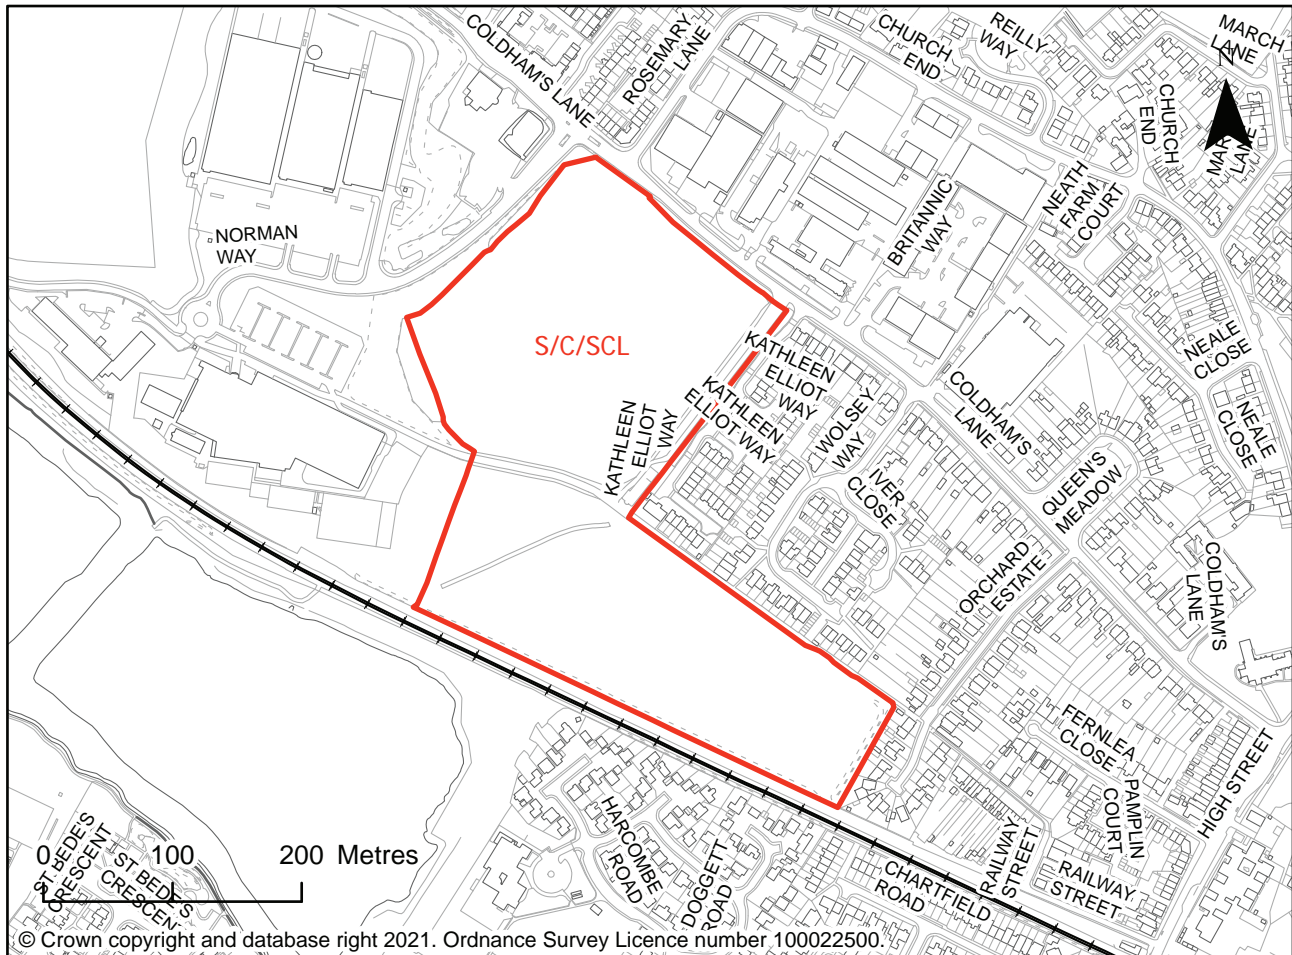 COLDHAM'S LANE
ROSEMARY
LANE
CHURCH
END
REILLY
WAY
MARCH
LANE
N
CHURCH
END
LANE
NEATH
FARM
COURT
BRITANNIC
WAY
NORMAN
WAY
S/C/SCL
KATHLEEN
ELLIOT
WAY
KATHLEEN
ELLIOT WAY
KATHLEEN
ELLIOT
WAY
WOLSEY
WAY
IVER
CLOSE
COLDHAM'S
LANE
NEALE
CLOSE
NEALE
CLOSE
QUEEN'S
MEADOW
ORCHARD
ESTATE
COLDHAM'S
LANE
FERNLEA
CLOSE
PAMPLIN
COURT
HIGH STREET
RAILWAY
STREET
RAILWAY
STREET
CHARTFIELD
ROAD
HARCOMBE
ROAD
DOGGETT
ROAD
ST BEDE'S
CRESCENT
ST BEDE'S
CRESCENT
0 100 200 Metres
© Crown copyright and database right 2021. Ordnance Survey Licence number 100022500.